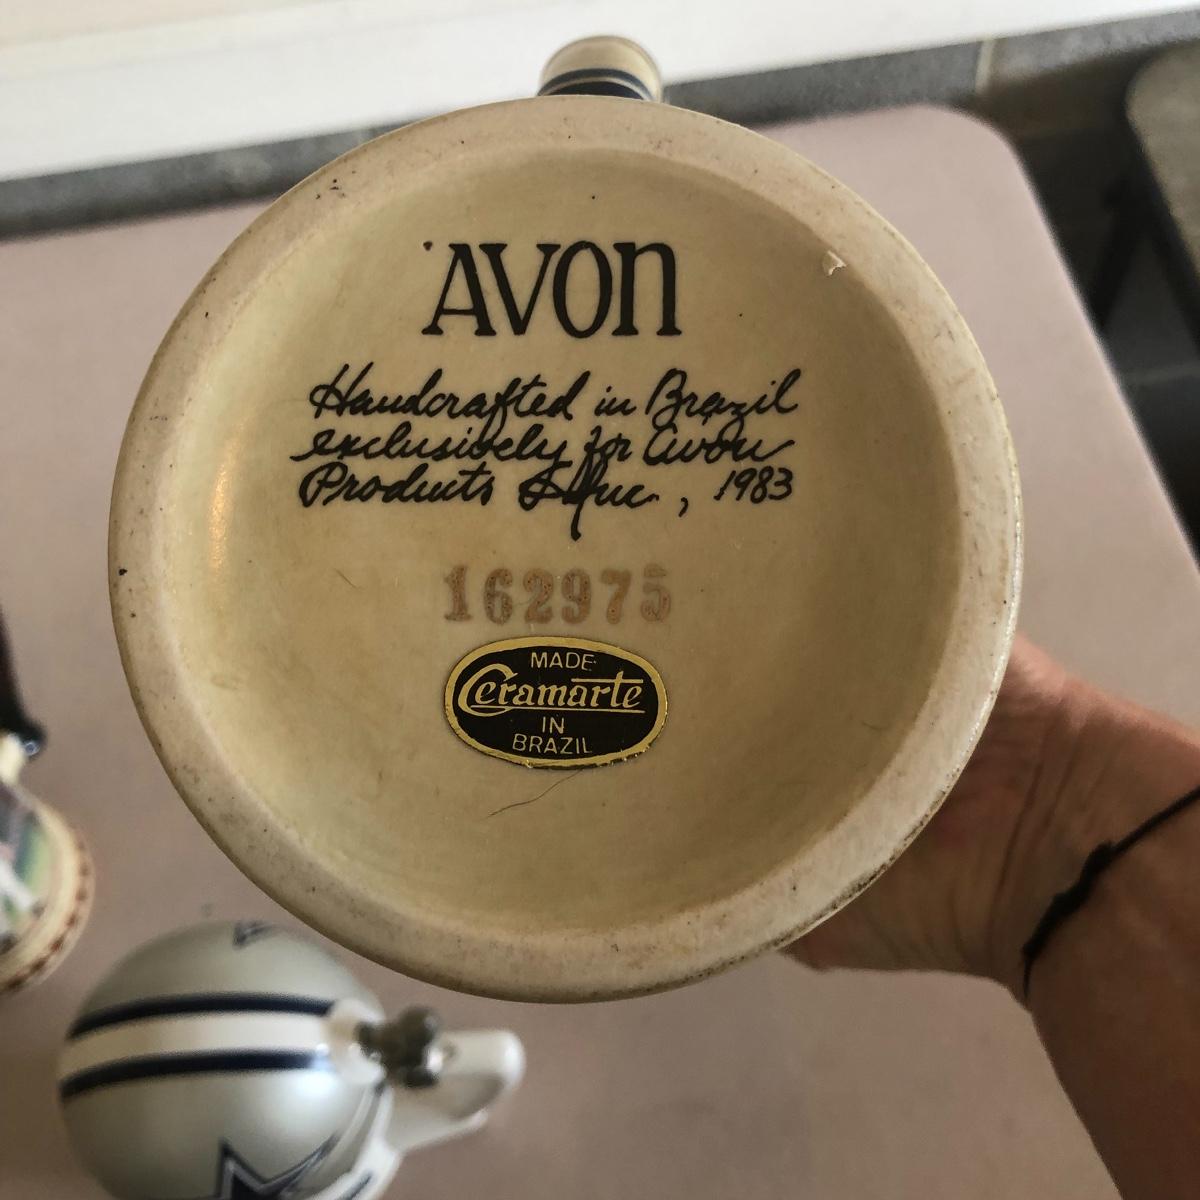 AVON
Handcrafted in Brazil
exclusively for Avon
Products Inc., 1983
162975
MADE
Ceramarte
IN
BRAZIL